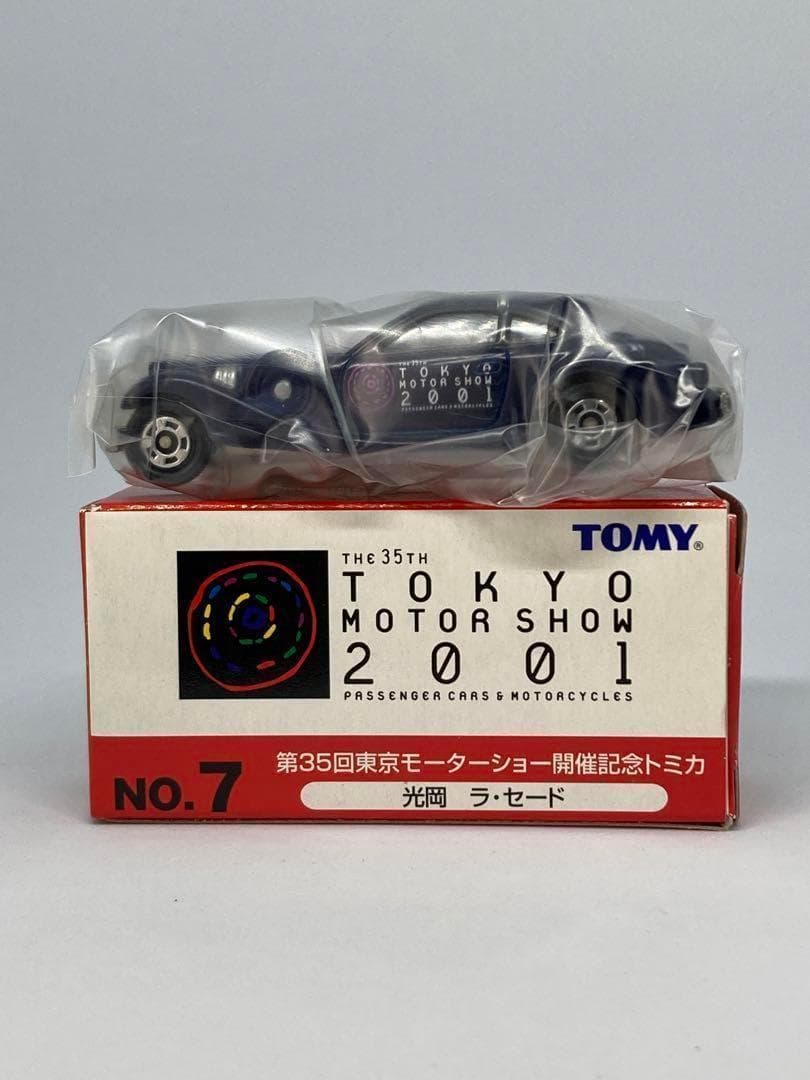 THE 35TH
TOKYO
MOTOR SHOW
2001
PASSENGER CARS & MOTORCYCLES
TOMY®
THE 35TH
TOKYO
MOTOR SHOW
2001
PASSENGER CARS & MOTORCYCLES
NO.7
第35回東京モーターショー開催記念トミカ
光岡 ラ・セード